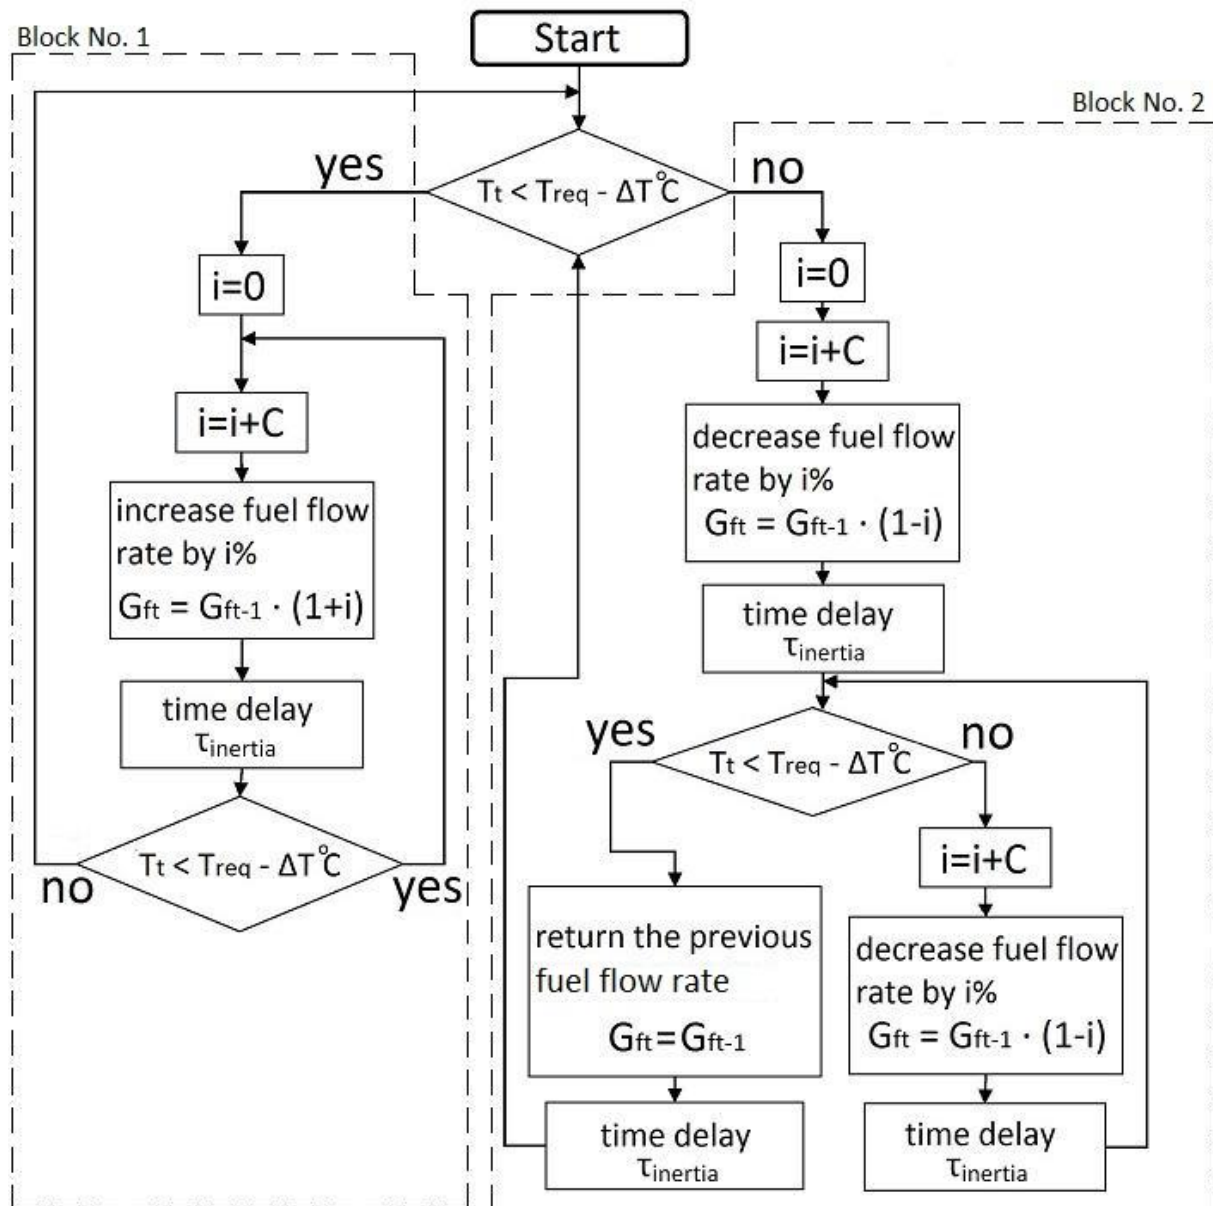 Block No. 1
Start
Block No. 2
yes
Tt < Treq - ΔT°C
no
i=0
i=i+C
increase fuel flow
rate by i%
Gft = Gft-1 · (1+i)
time delay
τinertia
Tt < Treq - ΔT°C
no
yes
i=0
i=i+C
decrease fuel flow
rate by i%
Gft = Gft-1 · (1-i)
time delay
τinertia
yes
Tt < Treq - ΔT°C
no
return the previous
fuel flow rate
Gft=Gft-1
time delay
τinertia
i=i+C
decrease fuel flow
rate by i%
Gft = Gft-1 · (1-i)
time delay
τinertia